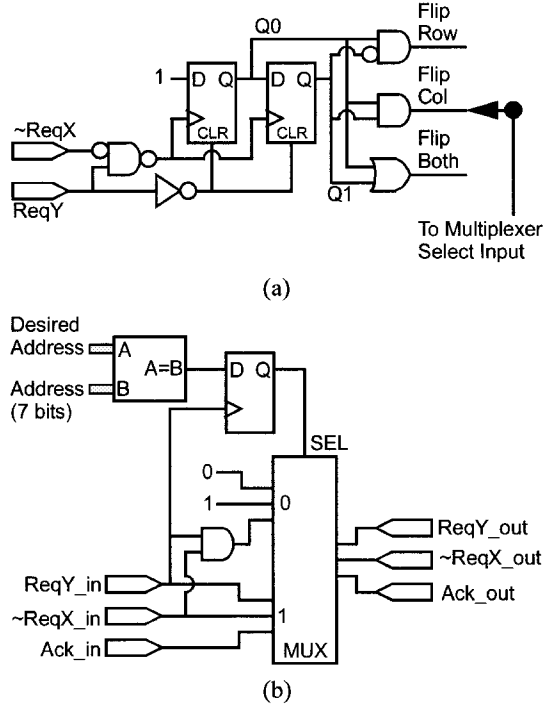 Q0
Flip
Row
1
D Q
D Q
Flip
Col
~ReqX
CLR
CLR
Flip
Both
ReqY
Q1
To Multiplexer
Select Input
(a)
Desired
Address
A
A=B
D Q
Address
B
(7 bits)
SEL
0
1
0
ReqY_out
~ReqX_out
ReqY_in
~ReqX_in
1
Ack_out
Ack_in
MUX
(b)